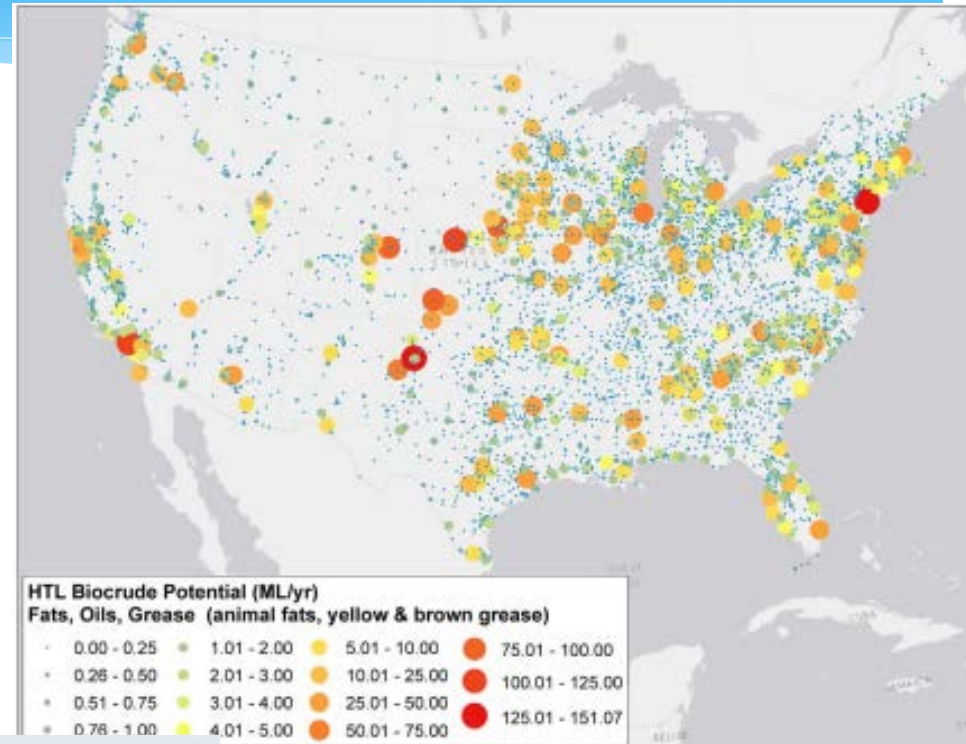 HTL Biocrude Potential (ML/yr)
Fats, Oils, Grease (animal fats, yellow & brown grease)
0.00 - 0.25 1.01 - 2.00 5.01 - 10.00 75.01 - 100.00
0.26 - 0.50 2.01 - 3.00 10.01 - 25.00 100.01 - 125.00
0.51 - 0.75 3.01 - 4.00 25.01 - 50.00 125.01 - 151.07
0.76 - 1.00 4.01 - 5.00 50.01 - 75.00